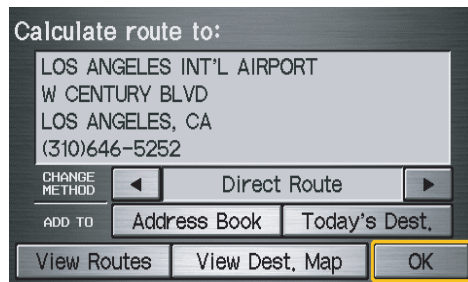 Calculate route to:
LOS ANGELES INT'L AIRPORT
W CENTURY BLVD
LOS ANGELES, CA
(310)646-5252
CHANGE
METHOD
Direct Route
ADD TO Address Book Today's Dest.
View Routes View Dest. Map OK